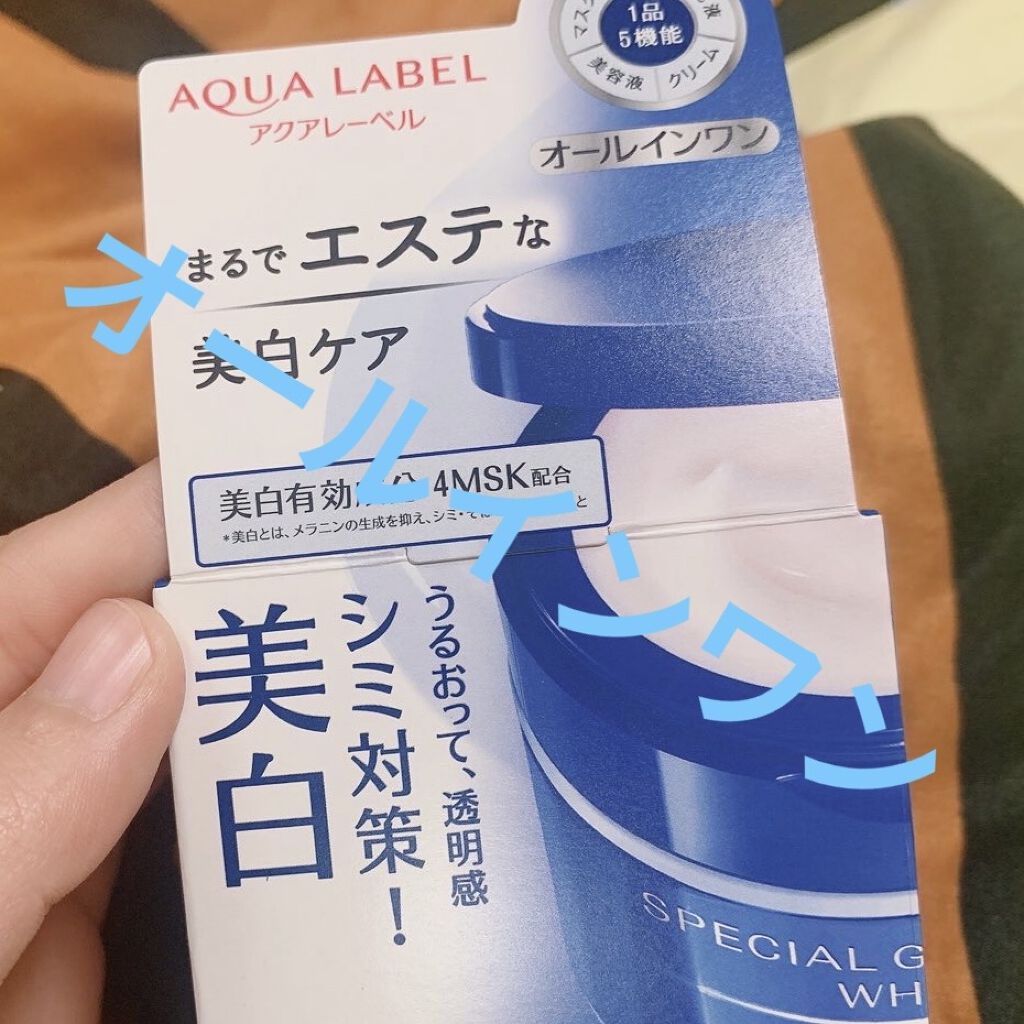 1品
5機能
美容液
クリーム
AQUA LABEL
アクアレーベル
オールインワン
まるでエステな
美白ケア
オールインワン
4MSK配合
*美白とは、メラニンの生成を抑え、シミ・そ
美白
シミ対策!
うるおって、透明感
SPECIAL G
WH